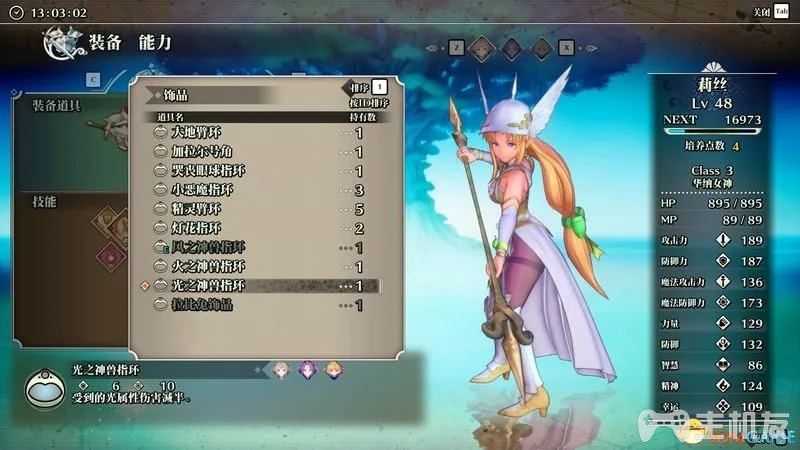 13:03:02
关闭 Tab
装备 能力
Z
X
C
饰品
排序 1
按ID排序
装备道具
道具名 持有数
大地臂环 1
加拉尔号角 1
哭丧眼球指环 1
小恶魔指环 3
精灵臂环 5
灯花指环 2
E 风之神兽指环 1
火之神兽指环 1
光之神兽指环 1
拉比兔饰品 1
技能
光之神兽指环
6 10
受到的光属性伤害减半。
莉丝
Lv 48
NEXT 16973
培养点数 4
Class 3
华纳女神
HP 895/895
MP 89/89
攻击力 189
防御力 187
魔法攻击力 136
魔法防御力 173
力量 129
防御 132
智慧 86
精神 124
幸运 109
手机友